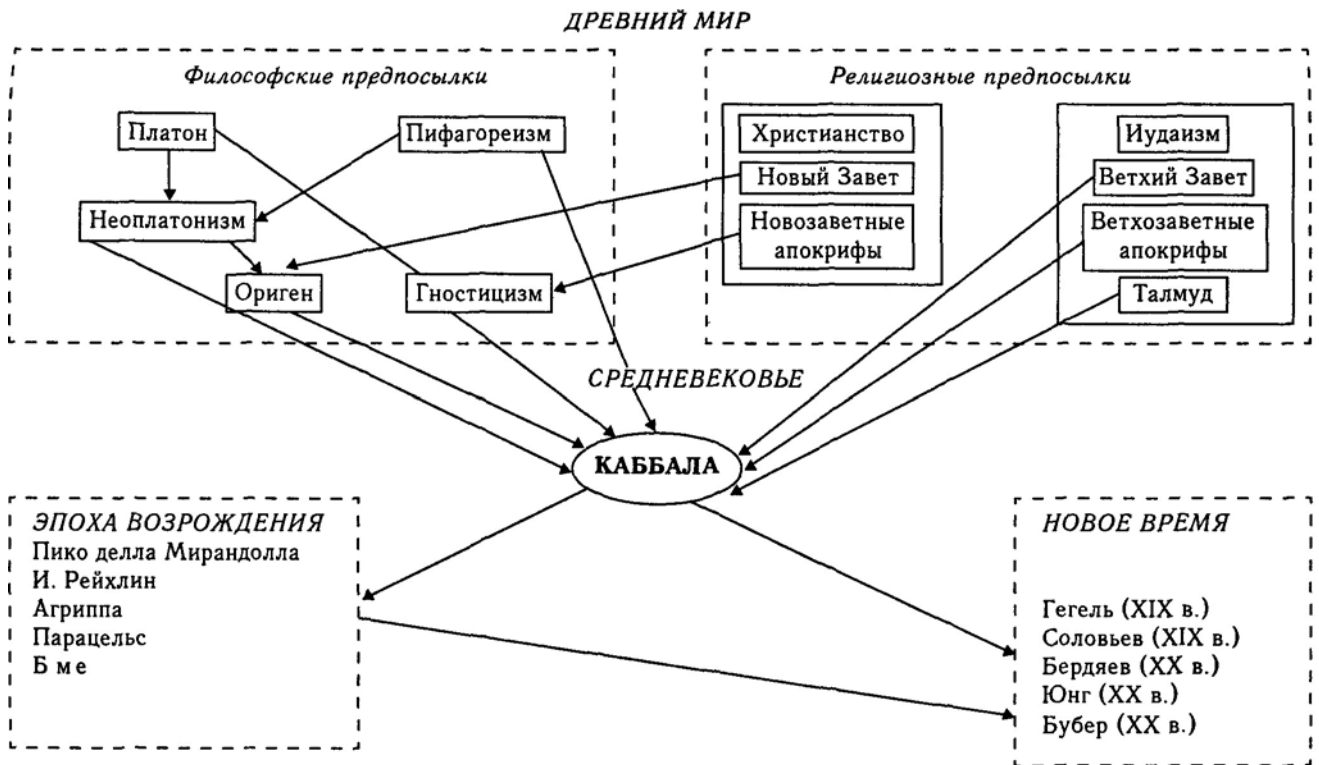 ДРЕВНИЙ МИР
Философские предпосылки
Платон
Пифагореизм
Неоплатонизм
Ориген
Гностицизм
Религиозные предпосылки
Христианство
Новый Завет
Новозаветные
апокрифы
Иудаизм
Ветхий Завет
Ветхозаветные
апокрифы
Талмуд
СРЕДНЕВЕКОВЬЕ
КАББАЛА
ЭПОХА ВОЗРОЖДЕНИЯ
Пико делла Мирандолла
И. Рейхлин
Агриппа
Парацельс
Б ме
НОВОЕ ВРЕМЯ
Гегель (XIX в.)
Соловьев (XIX в.)
Бердяев (XX в.)
Юнг (XX в.)
Бубер (XX в.)